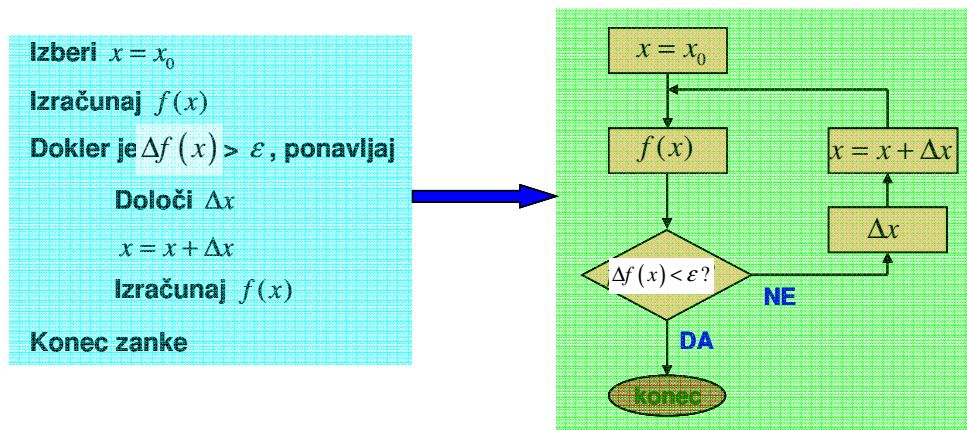 Izberi x = x₀
Izračunaj f(x)
Dokler je Δf(x) > ε, ponavljaj
Določi Δx
x = x + Δx
Izračunaj f(x)
Konec zanke
x = x₀
f(x)
x = x + Δx
Δx
Δf(x) < ε?
NE
DA
konec